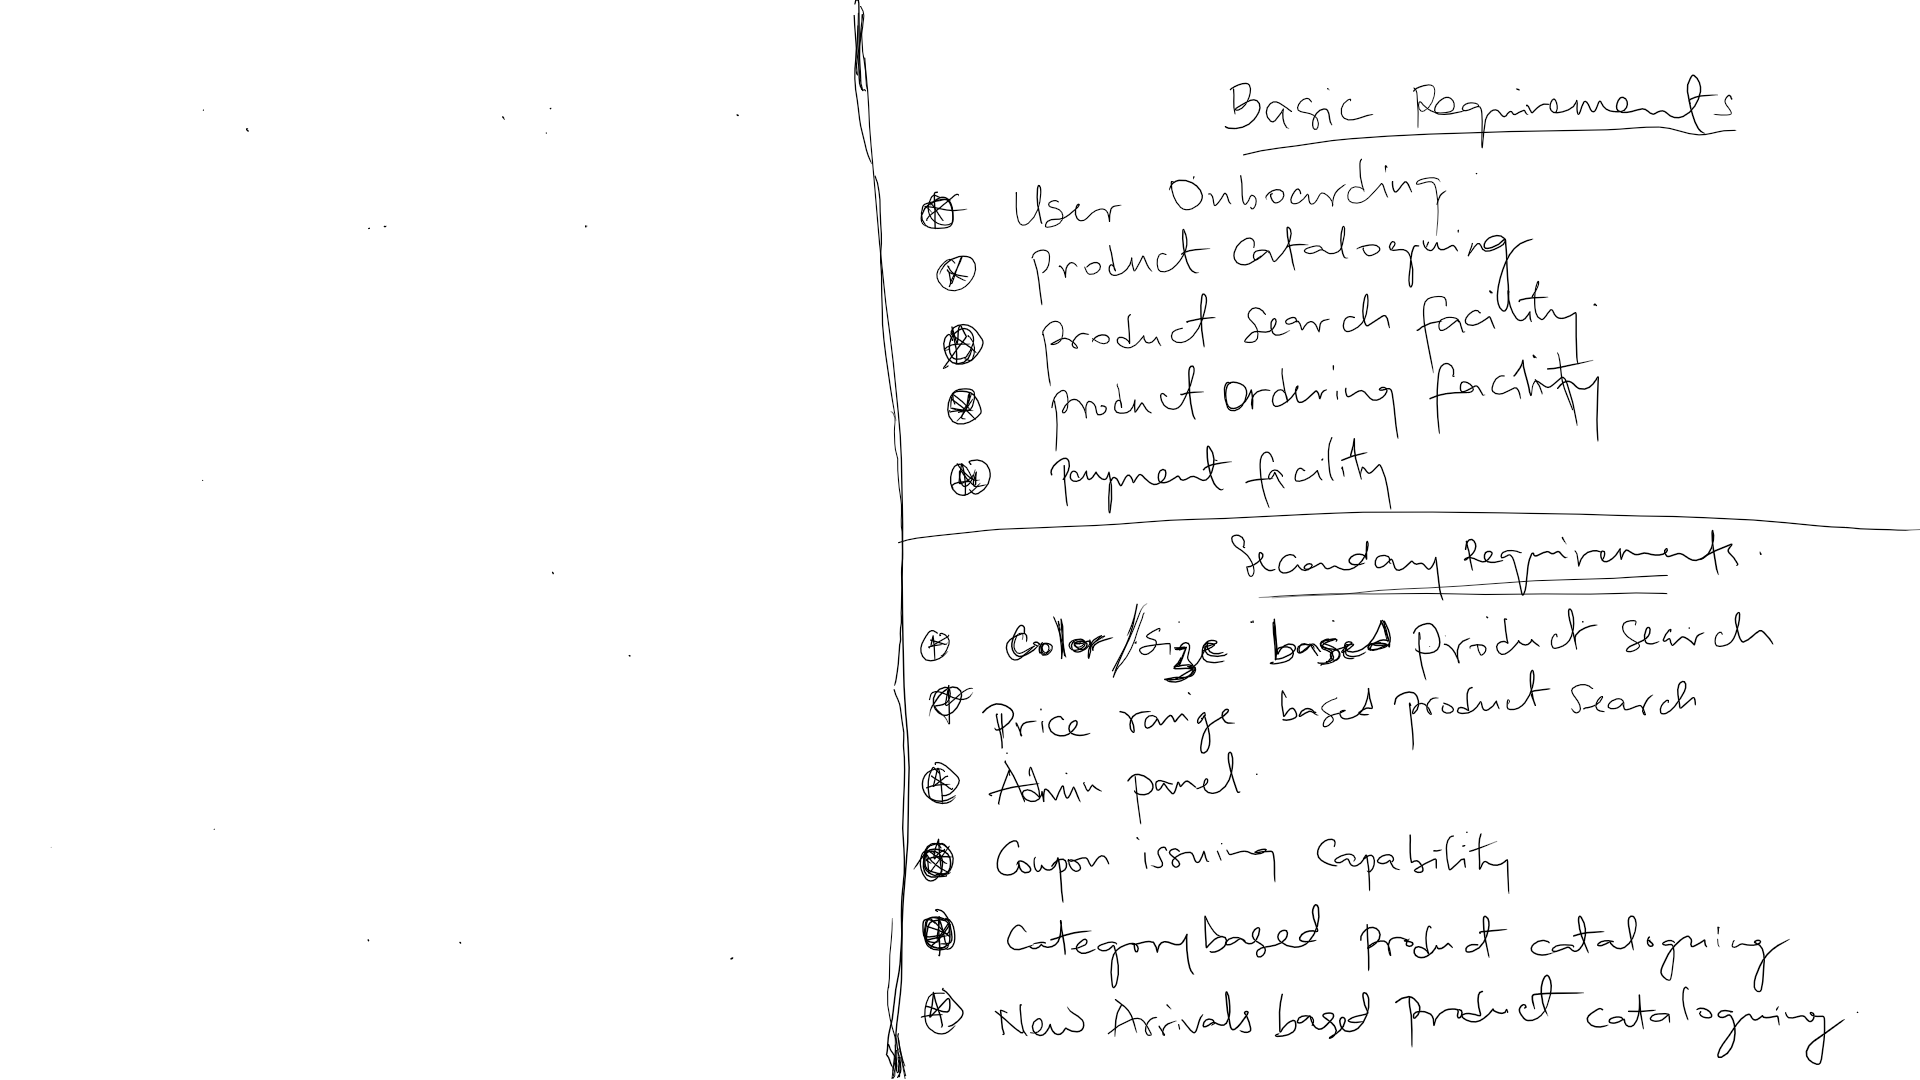 Basic Requirements
User Onboarding
Product Cataloguing
Product Search facility
Product Ordering facility
Payment facility
Secondary Requirements.
Color/Size based Product search
Price range based product search
Admin panel
Coupon issuing Capability
Category based Product cataloguing
New Arrivals based product cataloguing